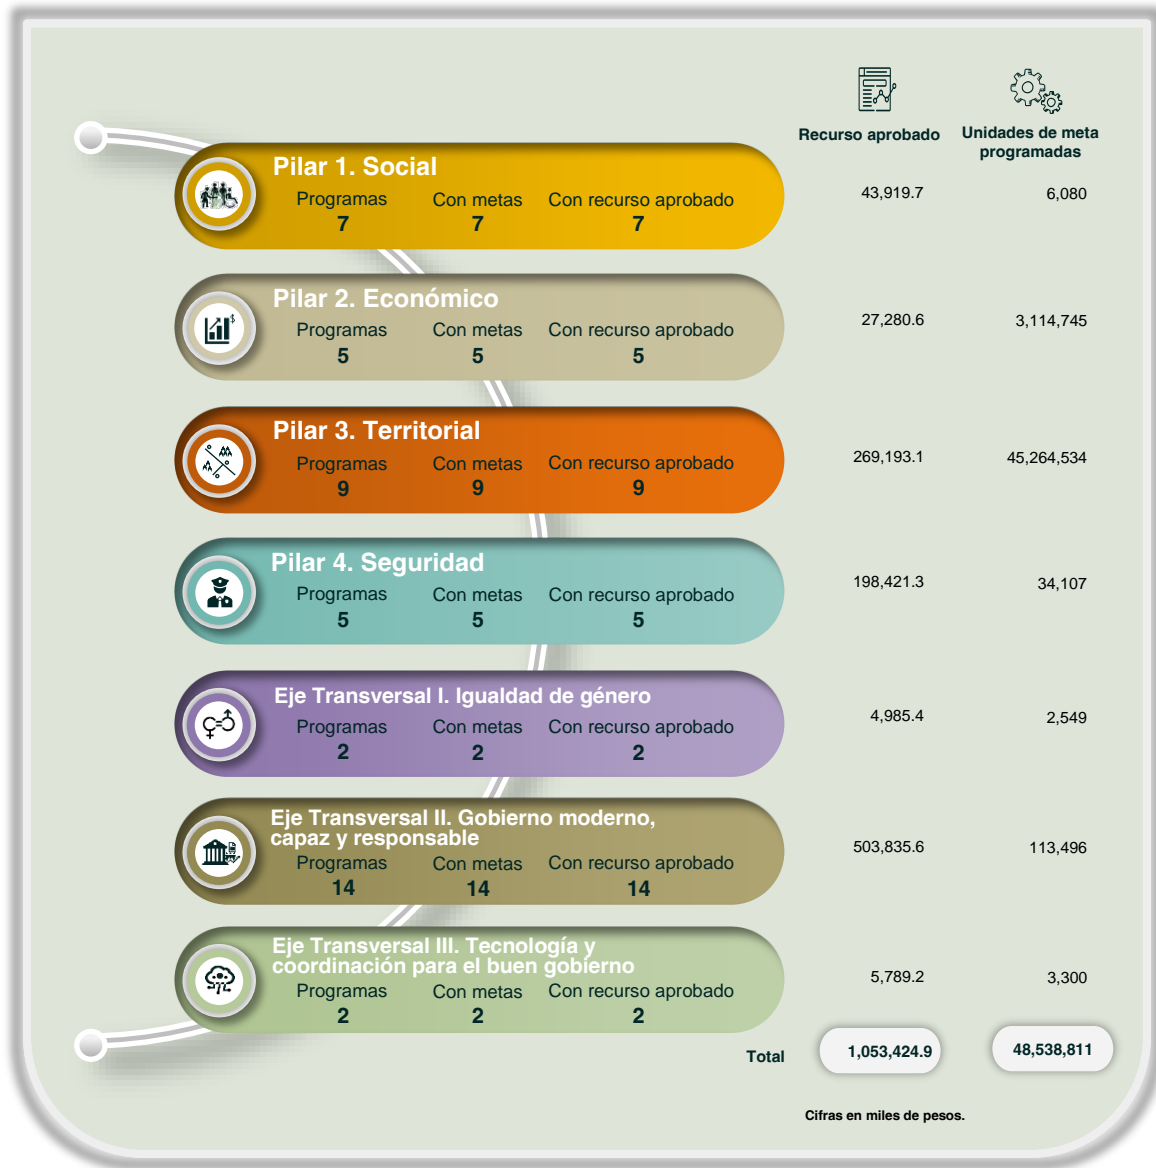 Recurso aprobado
Unidades de meta
programadas
Pilar 1. Social
Programas Con metas Con recurso aprobado
7 7 7
43,919.7 6,080
Pilar 2. Económico
Programas Con metas Con recurso aprobado
5 5 5
27,280.6 3,114,745
Pilar 3. Territorial
Programas Con metas Con recurso aprobado
9 9 9
269,193.1 45,264,534
Pilar 4. Seguridad
Programas Con metas Con recurso aprobado
5 5 5
198,421.3 34,107
Eje Transversal I. Igualdad de género
Programas Con metas Con recurso aprobado
2 2 2
4,985.4 2,549
Eje Transversal II. Gobierno moderno,
capaz y responsable
Programas Con metas Con recurso aprobado
14 14 14
503,835.6 113,496
Eje Transversal III. Tecnología y
coordinación para el buen gobierno
Programas Con metas Con recurso aprobado
2 2 2
5,789.2 3,300
Total 1,053,424.9 48,538,811
Cifras en miles de pesos.